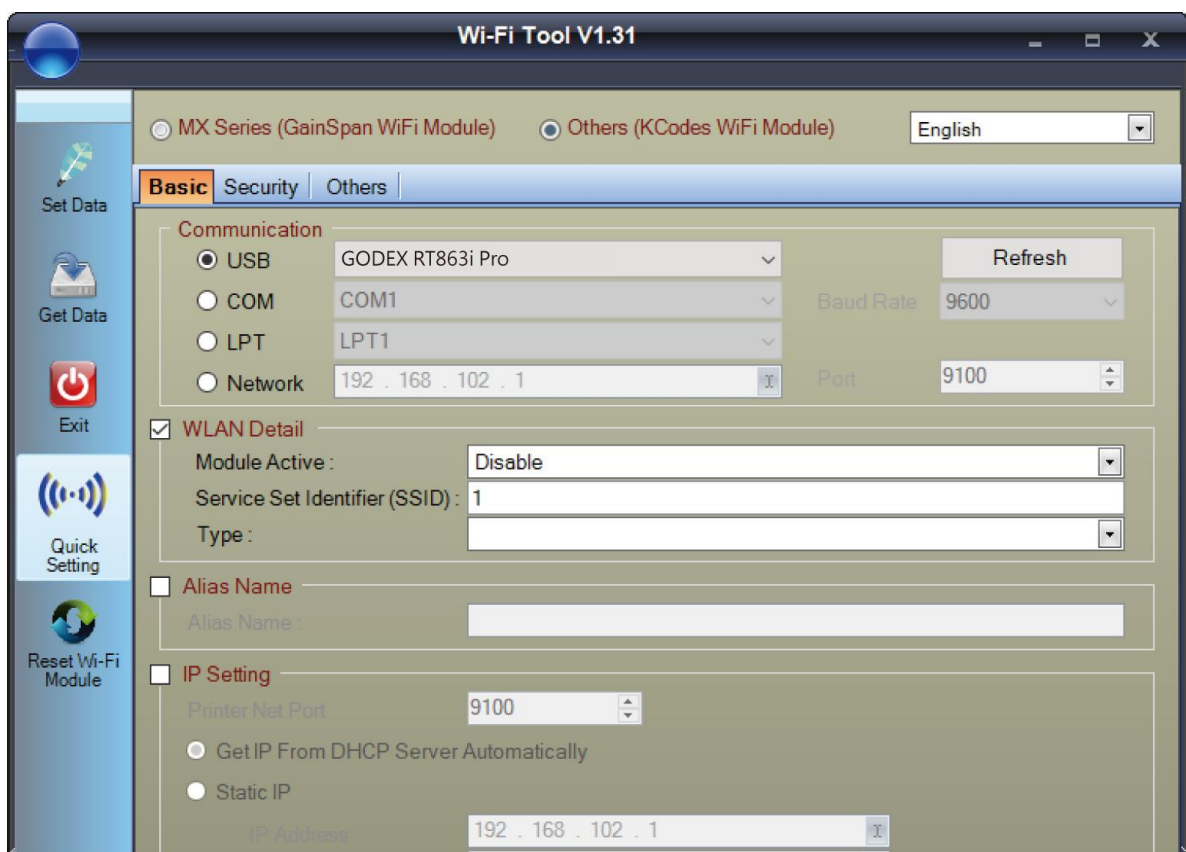 Wi-Fi Tool V1.31
MX Series (GainSpan WiFi Module) Others (KCodes WiFi Module) English
Set Data
Get Data
Exit
Quick
Setting
Reset Wi-Fi
Module
Basic Security Others
Communication
USB GODEX RT863i Pro Refresh
COM COM1 Baud Rate 9600
LPT LPT1
Network 192 . 168 . 102 . 1 Port 9100
WLAN Detail
Module Active : Disable
Service Set Identifier (SSID) : 1
Type :
Alias Name
Alias Name :
IP Setting
Printer Net Port 9100
Get IP From DHCP Server Automatically
Static IP
IP Address 192 . 168 . 102 . 1